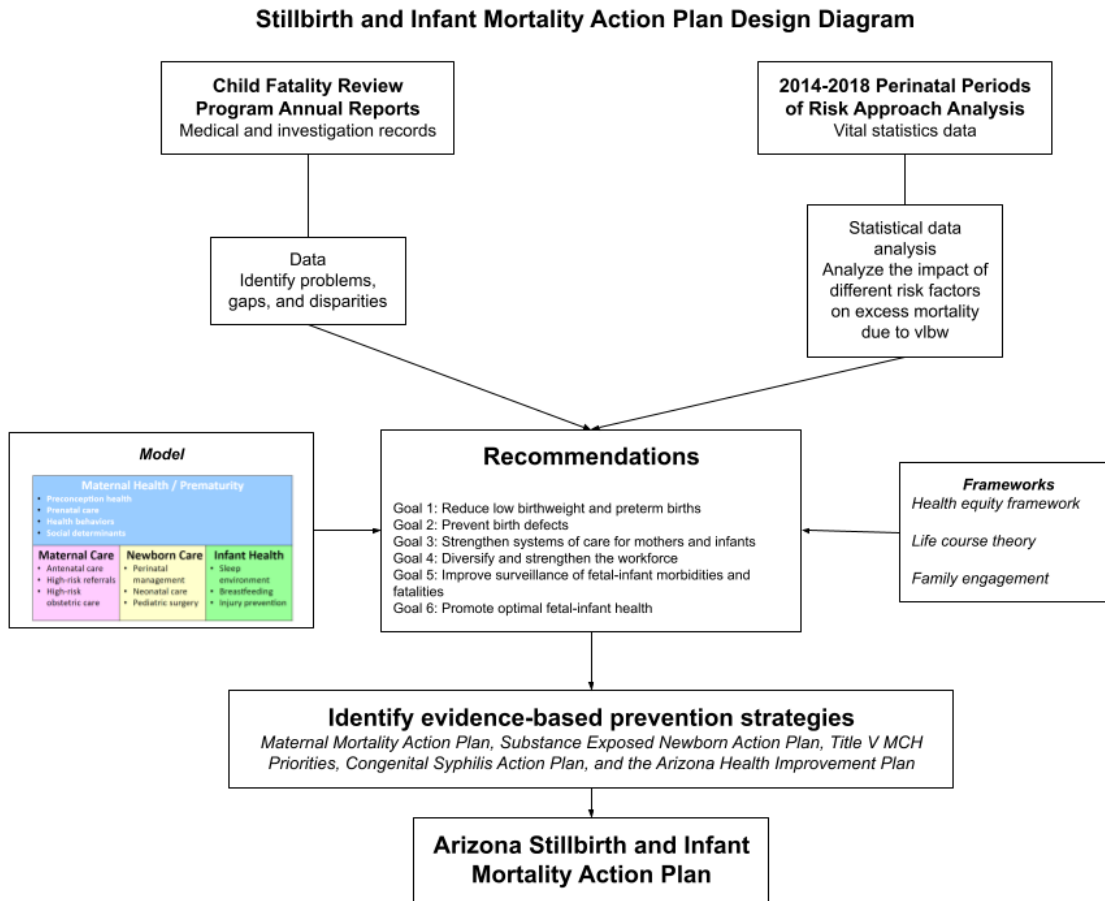 Stillbirth and Infant Mortality Action Plan Design Diagram
Child Fatality Review
Program Annual Reports
Medical and investigation records
2014-2018 Perinatal Periods
of Risk Approach Analysis
Vital statistics data
Data
Identify problems,
gaps, and disparities
Statistical data
analysis
Analyze the impact of
different risk factors
on excess mortality
due to vlbw
Model
Maternal Health / Prematurity
• Preconception health
• Prenatal care
• Health behaviors
• Social determinants
Maternal Care
• Antenatal care
• High-risk referrals
• High-risk
obstetric care
Newborn Care
• Perinatal
management
• Neonatal care
• Pediatric surgery
Infant Health
• Sleep
environment
• Breastfeeding
• Injury prevention
Recommendations
Goal 1: Reduce low birthweight and preterm births
Goal 2: Prevent birth defects
Goal 3: Strengthen systems of care for mothers and infants
Goal 4: Diversify and strengthen the workforce
Goal 5: Improve surveillance of fetal-infant morbidities and
fatalities
Goal 6: Promote optimal fetal-infant health
Frameworks
Health equity framework
Life course theory
Family engagement
Identify evidence-based prevention strategies
Maternal Mortality Action Plan, Substance Exposed Newborn Action Plan, Title V MCH
Priorities, Congenital Syphilis Action Plan, and the Arizona Health Improvement Plan
Arizona Stillbirth and Infant
Mortality Action Plan